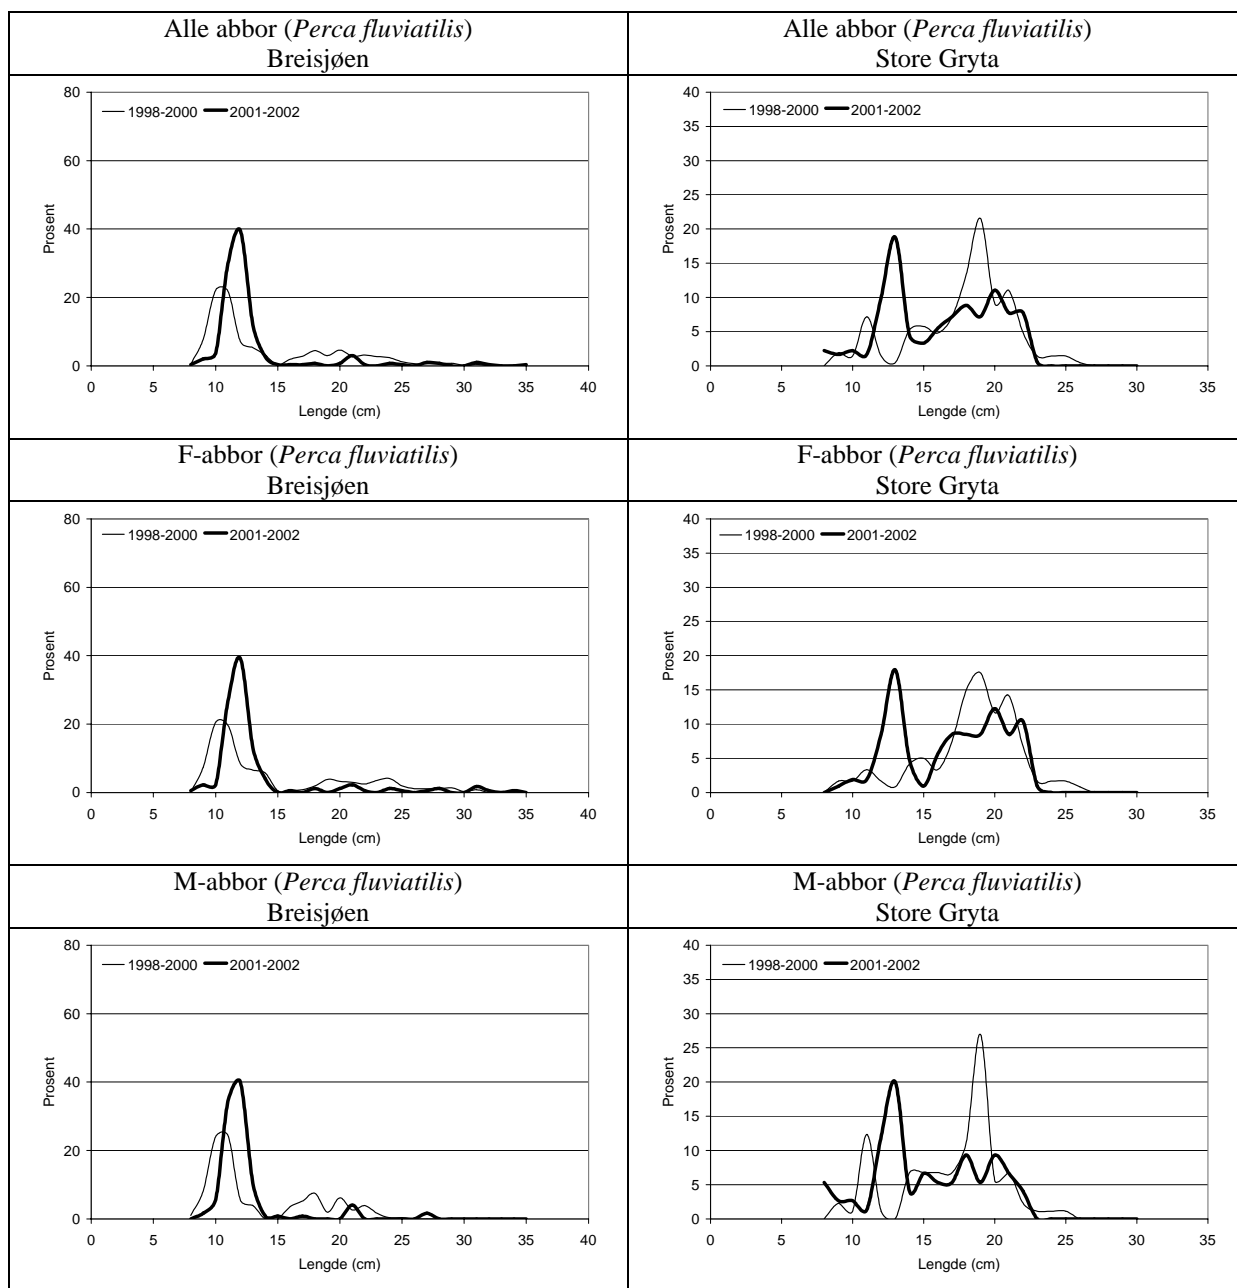 Alle abbor (Perca fluviatilis)
Breisjøen
Alle abbor (Perca fluviatilis)
Store Gryta
80
60
40
20
0
Prosent
1998-2000 2001-2002
0 5 10 15 20 25 30 35 40
Lengde (cm)
40
35
30
25
20
15
10
5
0
Prosent
1998-2000 2001-2002
0 5 10 15 20 25 30 35
Lengde (cm)
F-abbor (Perca fluviatilis)
Breisjøen
F-abbor (Perca fluviatilis)
Store Gryta
80
60
40
20
0
Prosent
1998-2000 2001-2002
0 5 10 15 20 25 30 35 40
Lengde (cm)
40
35
30
25
20
15
10
5
0
Prosent
1998-2000 2001-2002
0 5 10 15 20 25 30 35
Lengde (cm)
M-abbor (Perca fluviatilis)
Breisjøen
M-abbor (Perca fluviatilis)
Store Gryta
80
60
40
20
0
Prosent
1998-2000 2001-2002
0 5 10 15 20 25 30 35 40
Lengde (cm)
40
35
30
25
20
15
10
5
0
Prosent
1998-2000 2001-2002
0 5 10 15 20 25 30 35
Lengde (cm)